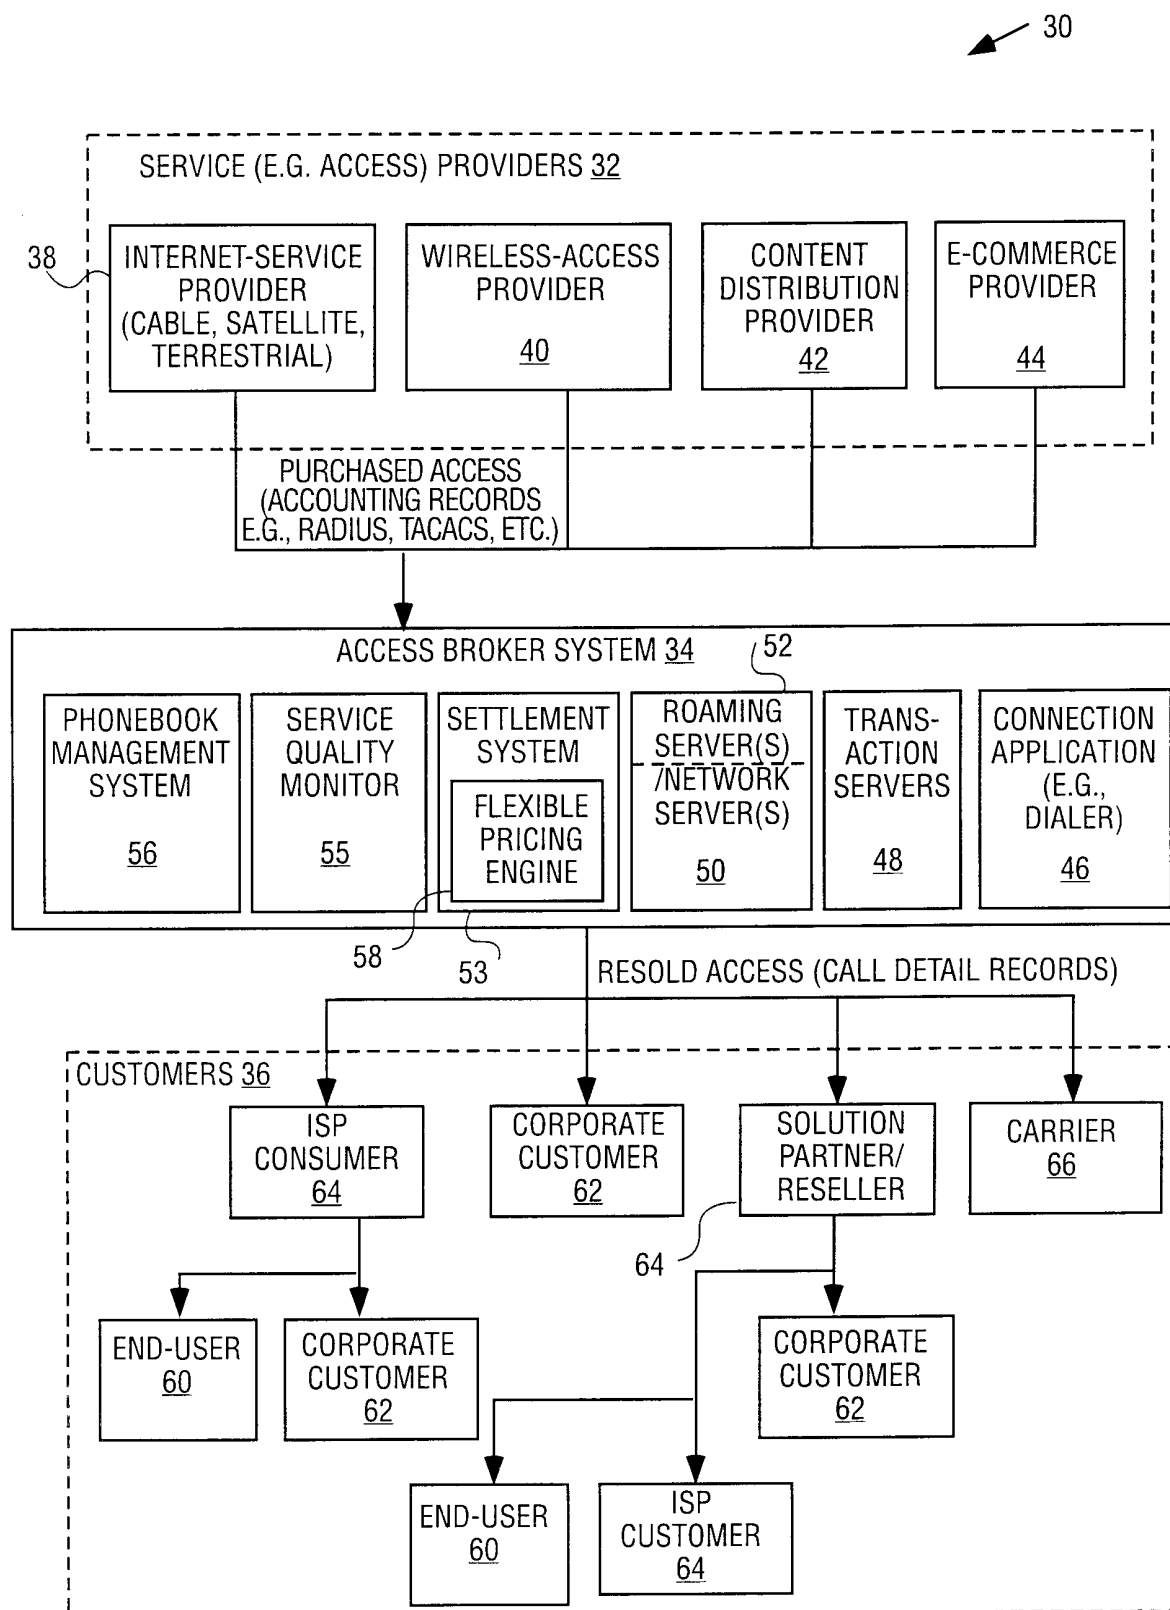 30
SERVICE (E.G. ACCESS) PROVIDERS 32
38
INTERNET-SERVICE
PROVIDER
(CABLE, SATELLITE,
TERRESTRIAL)
WIRELESS-ACCESS
PROVIDER
40
CONTENT
DISTRIBUTION
PROVIDER
42
E-COMMERCE
PROVIDER
44
PURCHASED ACCESS
(ACCOUNTING RECORDS
E.G., RADIUS, TACACS, ETC.)
ACCESS BROKER SYSTEM 34
52
PHONEBOOK
MANAGEMENT
SYSTEM
56
SERVICE
QUALITY
MONITOR
55
SETTLEMENT
SYSTEM
FLEXIBLE
PRICING
ENGINE
58
53
ROAMING
SERVER(S)
/NETWORK
SERVER(S)
50
TRANS-
ACTION
SERVERS
48
CONNECTION
APPLICATION
(E.G.,
DIALER)
46
RESOLD ACCESS (CALL DETAIL RECORDS)
CUSTOMERS 36
ISP
CONSUMER
64
CORPORATE
CUSTOMER
62
SOLUTION
PARTNER/
RESELLER
64
CARRIER
66
END-USER
60
CORPORATE
CUSTOMER
62
CORPORATE
CUSTOMER
62
END-USER
60
ISP
CUSTOMER
64